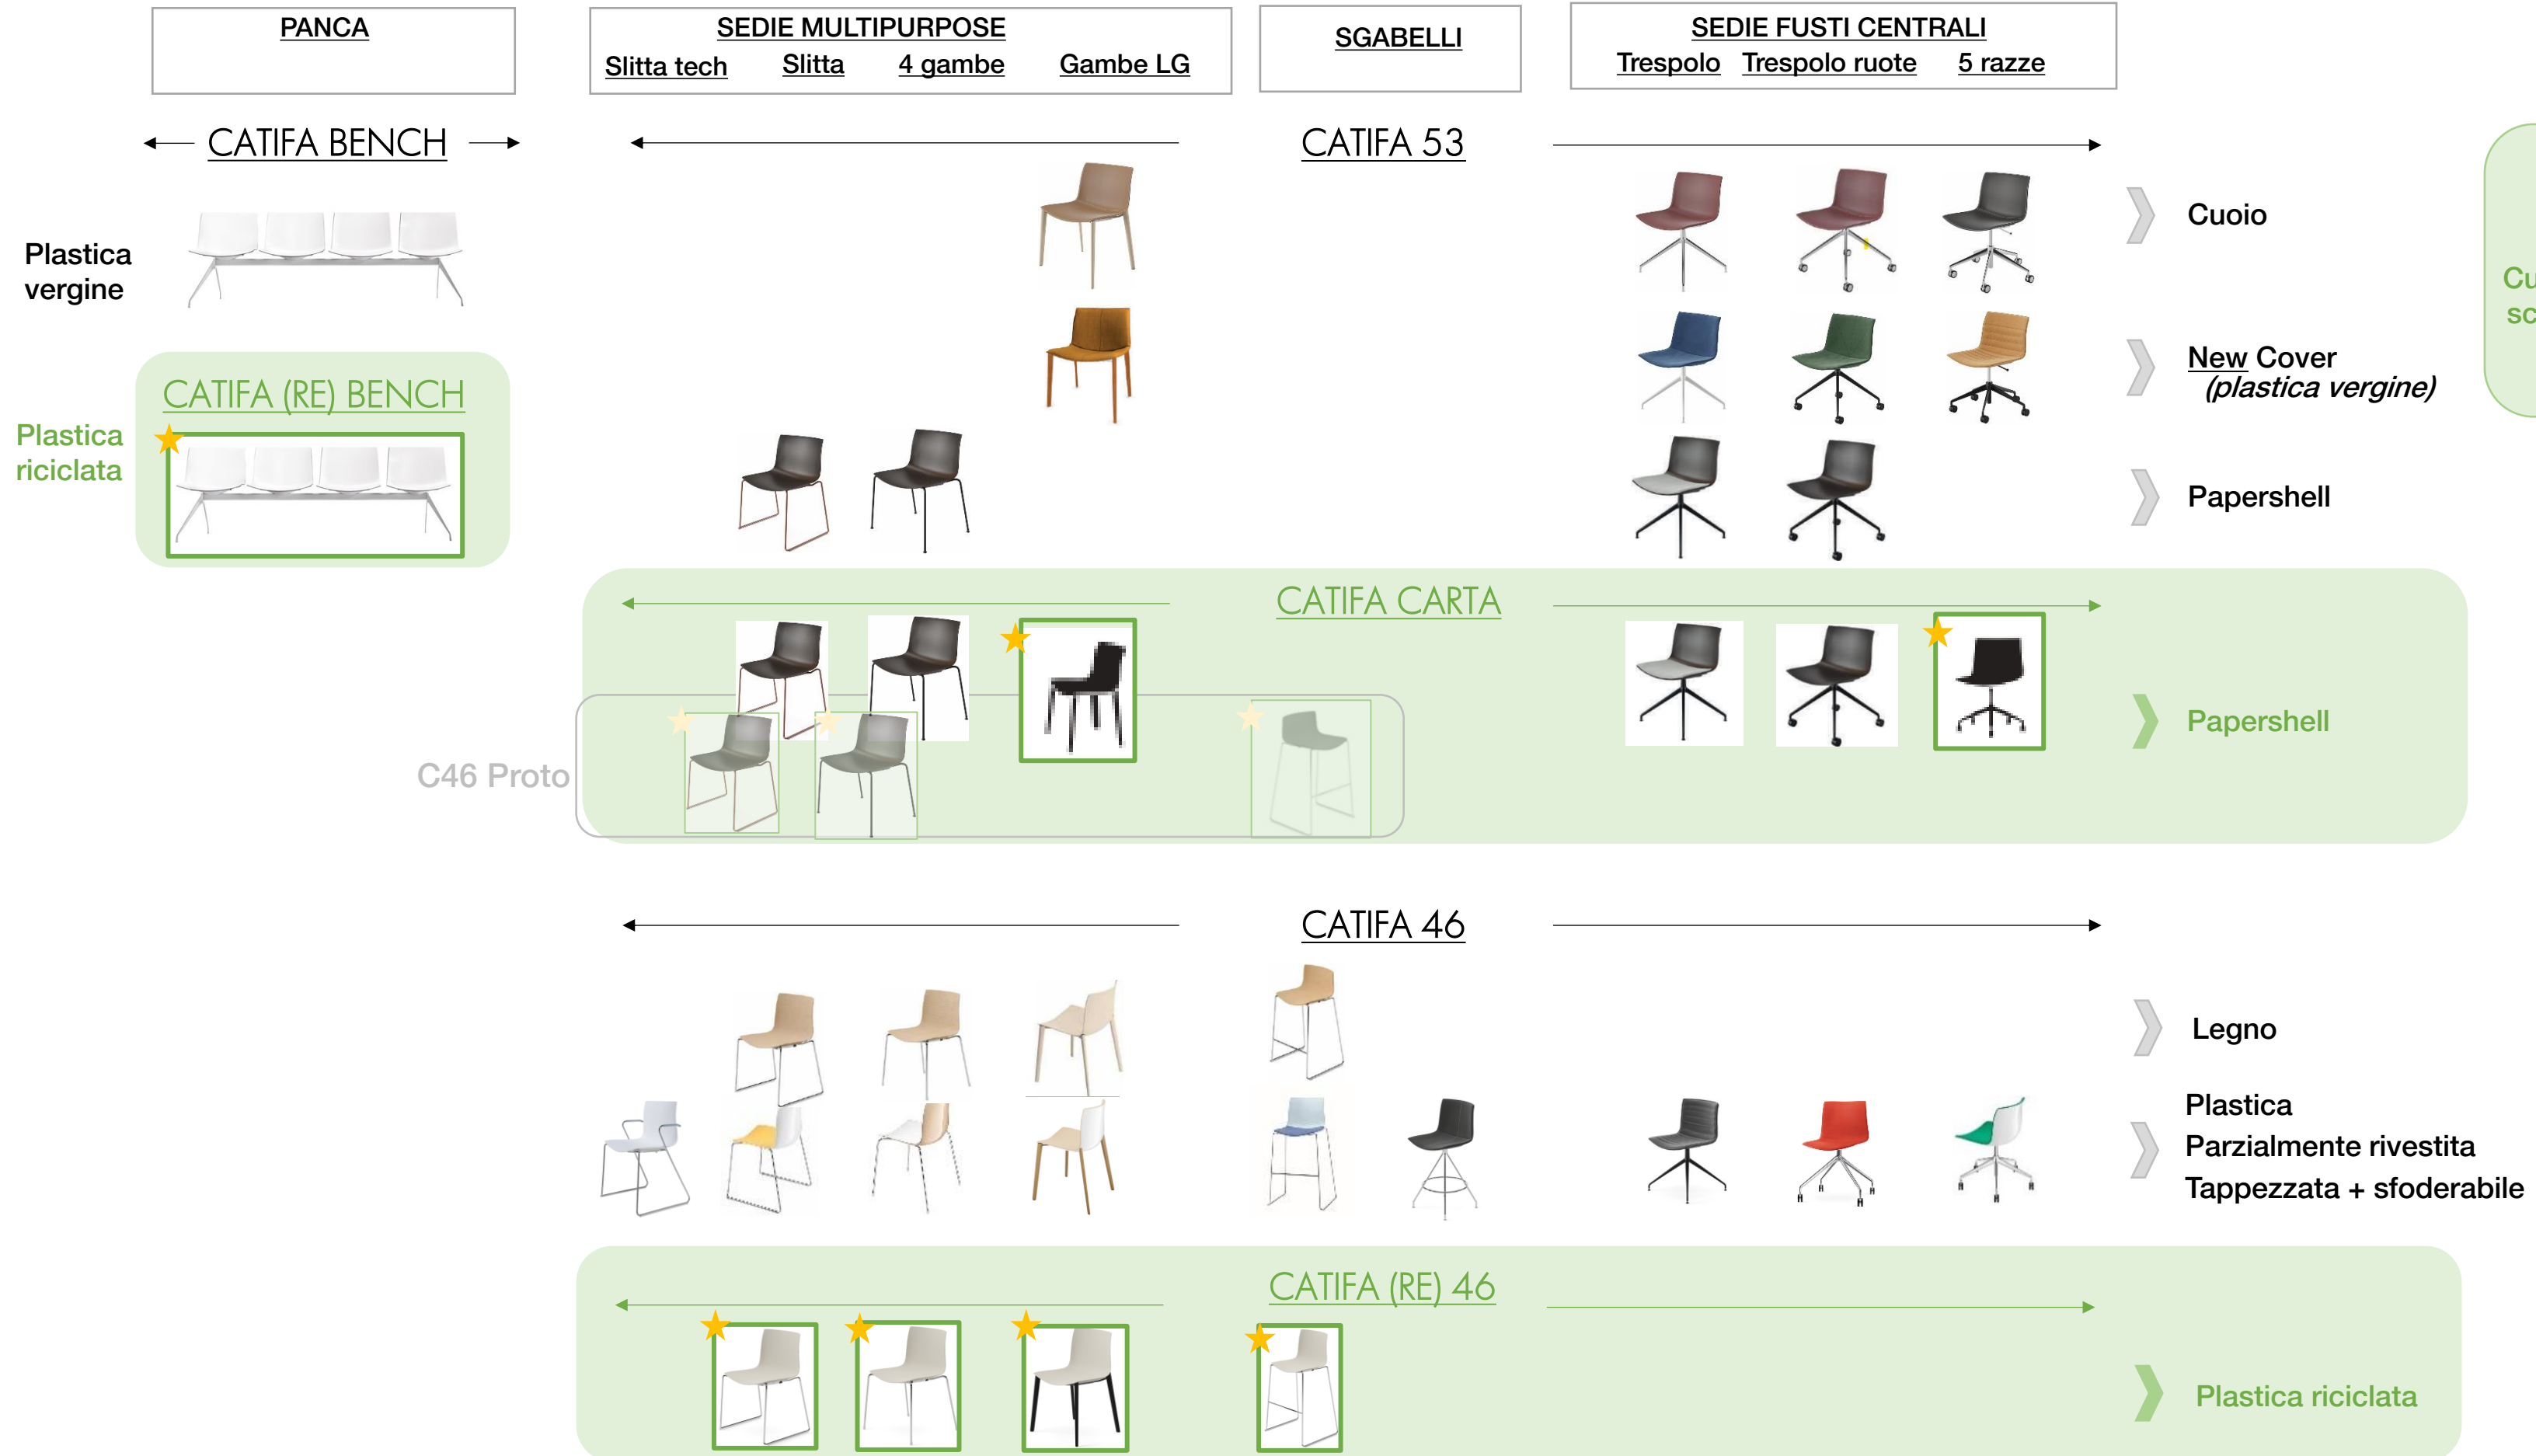 PANCA
SEDIE MULTIPURPOSE
Slitta tech Slitta 4 gambe Gambe LG
SGABELLI
SEDIE FUSTI CENTRALI
Trespolo Trespolo ruote 5 razze
CATIFA BENCH
CATIFA 53
Plastica
vergine
Cuoio
New Cover
(plastica vergine)
CATIFA (RE) BENCH
Plastica
riciclata
Papershell
CATIFA CARTA
Papershell
C46 Proto
CATIFA 46
Legno
Plastica
Parzialmente rivestita
Tappezzata + sfoderabile
CATIFA (RE) 46
Plastica riciclata